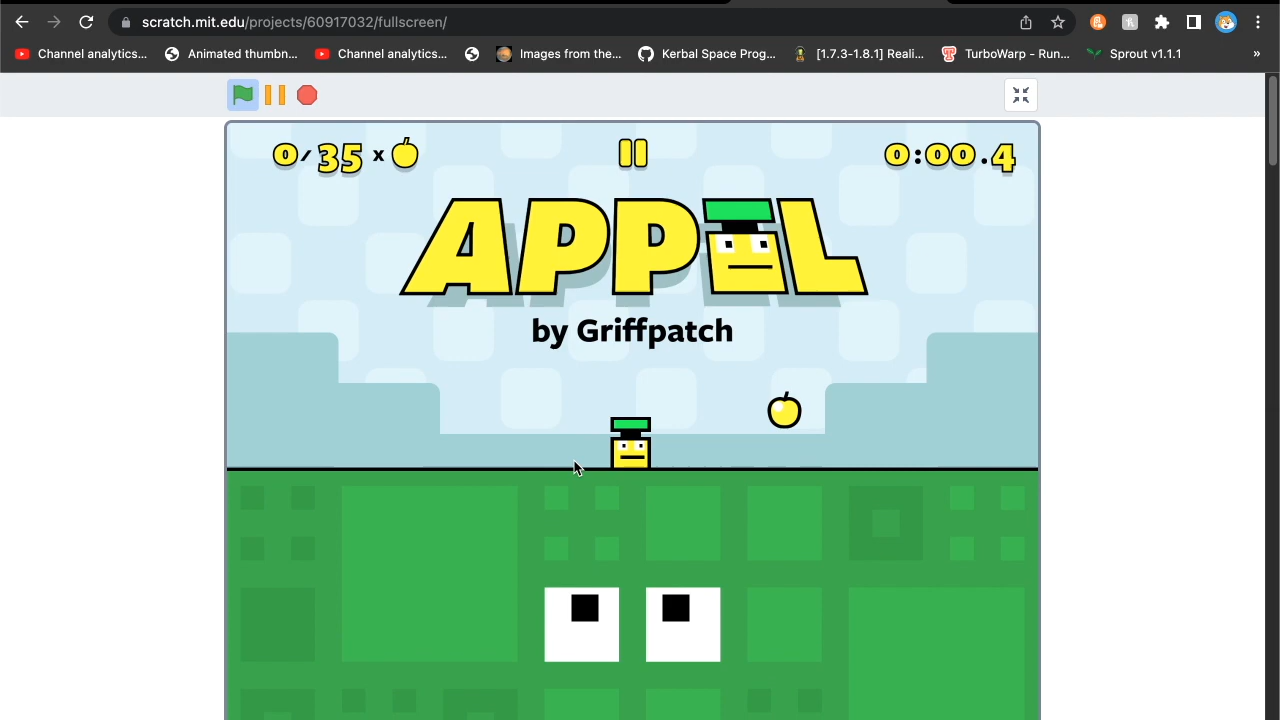 scratch.mit.edu/projects/60917032/fullscreen/
Channel analytics... Animated thumbn... Channel analytics... Images from the... Kerbal Space Prog... [1.7.3-1.8.1] Reali... TurboWarp - Run... Sprout v1.1.1 »
0/35 x 0:00.4
APPEL
by Griffpatch